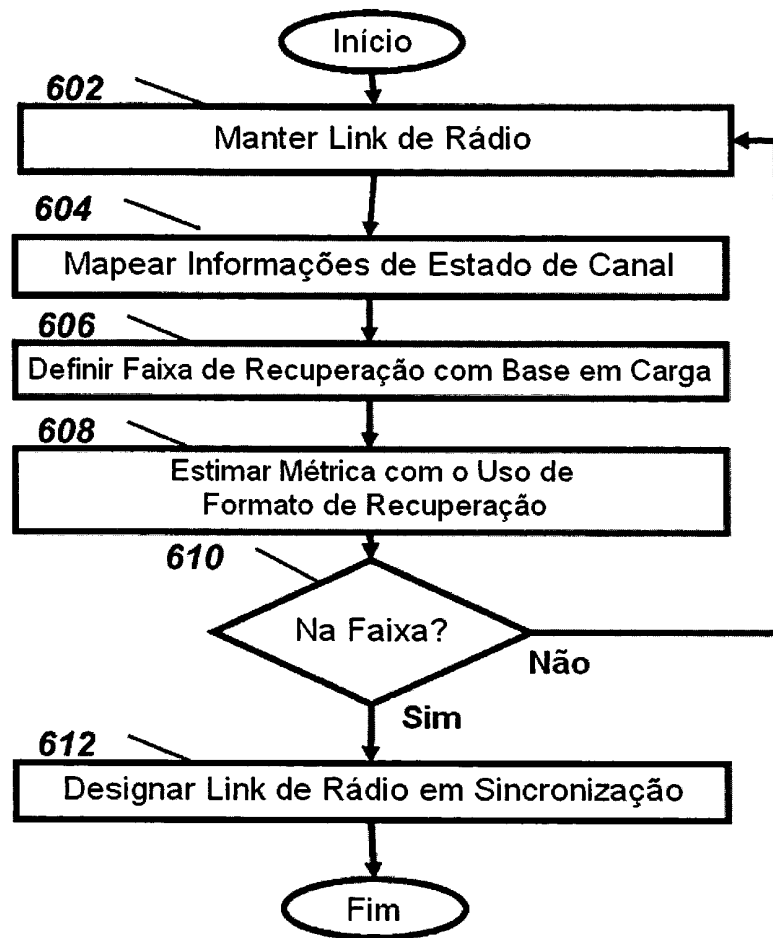 Início
602
Manter Link de Rádio
604
Mapear Informações de Estado de Canal
606
Definir Faixa de Recuperação com Base em Carga
608
Estimar Métrica com o Uso de
Formato de Recuperação
610
Na Faixa?
Não
Sim
612
Designar Link de Rádio em Sincronização
Fim